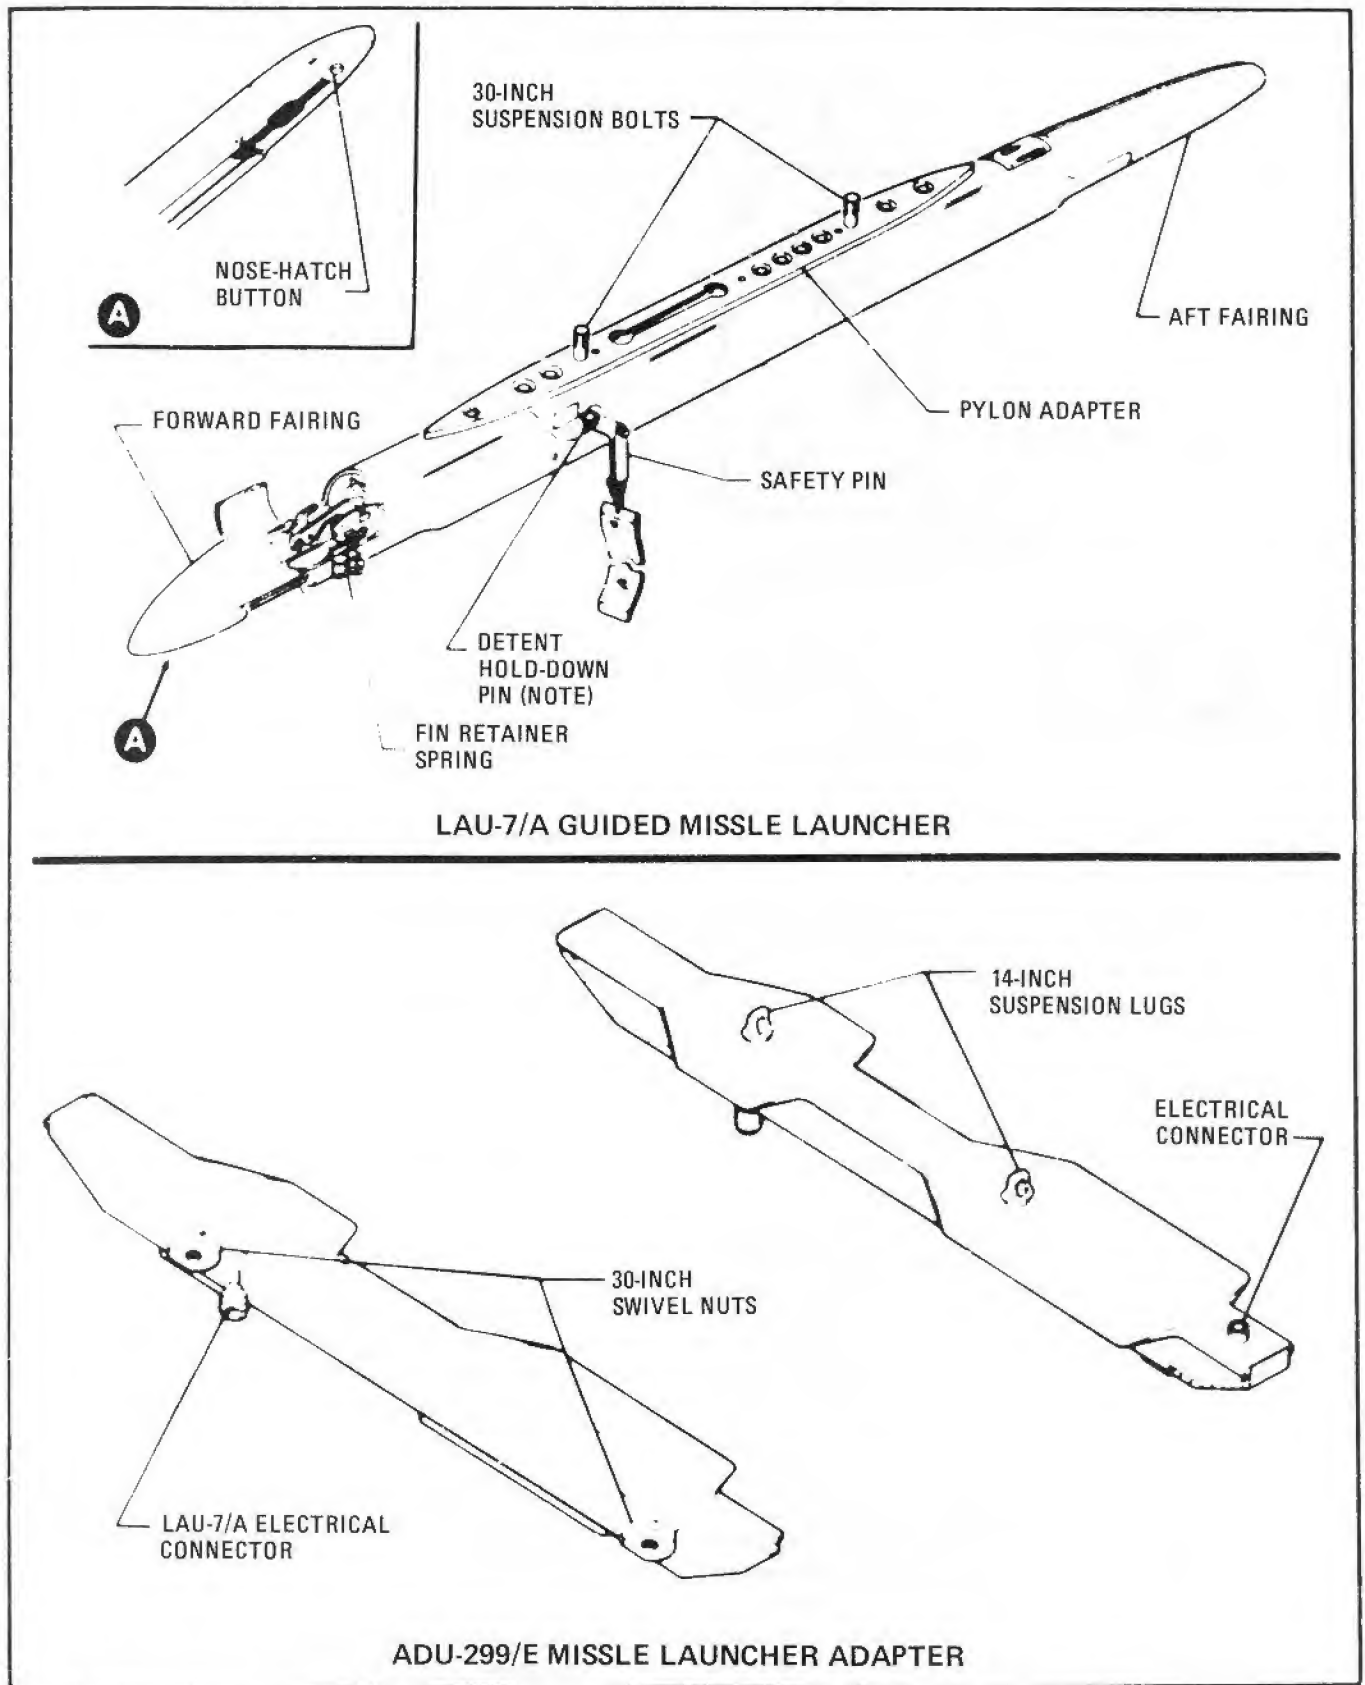 30-INCH
SUSPENSION BOLTS
NOSE-HATCH
BUTTON
A
AFT FAIRING
FORWARD FAIRING
PYLON ADAPTER
SAFETY PIN
DETENT
HOLD-DOWN
PIN (NOTE)
A
FIN RETAINER
SPRING
LAU-7/A GUIDED MISSLE LAUNCHER
14-INCH
SUSPENSION LUGS
ELECTRICAL
CONNECTOR
30-INCH
SWIVEL NUTS
LAU-7/A ELECTRICAL
CONNECTOR
ADU-299/E MISSLE LAUNCHER ADAPTER